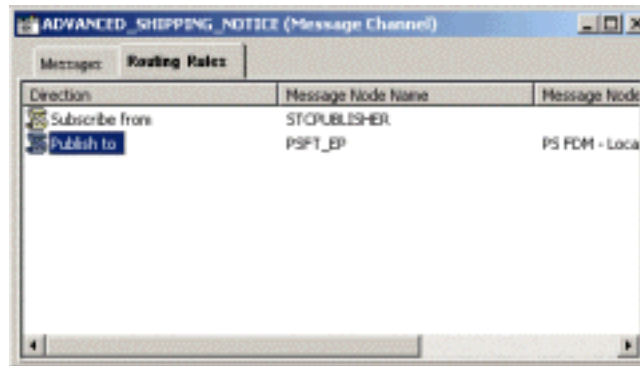 ADVANCED_SHIPPING_NOTICE (Message Channel)
Messages Routing Rules
Direction Message Node Name Message Node
Subscribe from STCPUBLISHER
Publish to PSFT_EP PS FDM - Loca